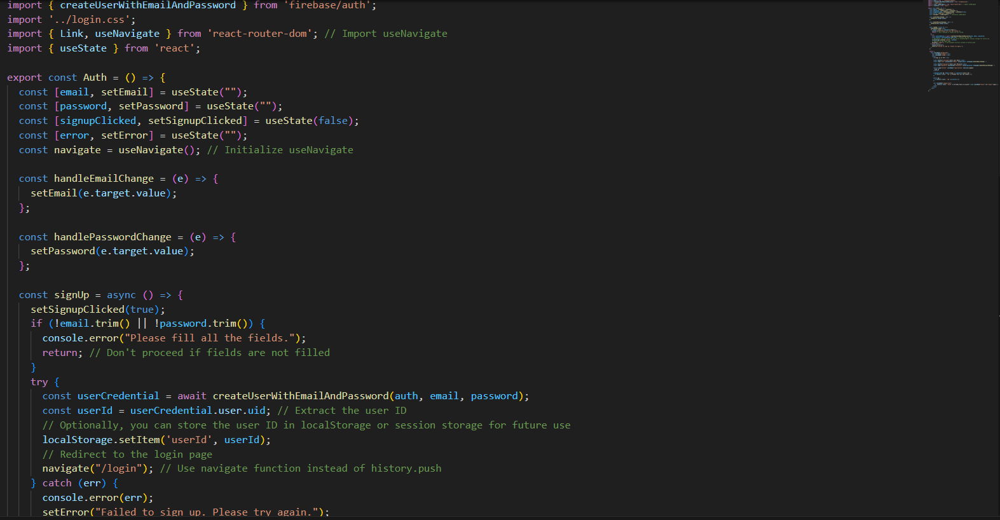 import { createUserWithEmailAndPassword } from 'firebase/auth';
import '../login.css';
import { Link, useNavigate } from 'react-router-dom'; // Import useNavigate
import { useState } from 'react';

export const Auth = () => {
  const [email, setEmail] = useState("");
  const [password, setPassword] = useState("");
  const [signupClicked, setSignupClicked] = useState(false);
  const [error, setError] = useState("");
  const navigate = useNavigate(); // Initialize useNavigate

  const handleEmailChange = (e) => {
    setEmail(e.target.value);
  };

  const handlePasswordChange = (e) => {
    setPassword(e.target.value);
  };

  const signUp = async () => {
    setSignupClicked(true);
    if (!email.trim() || !password.trim()) {
      console.error("Please fill all the fields.");
      return; // Don't proceed if fields are not filled
    }
    try {
      const userCredential = await createUserWithEmailAndPassword(auth, email, password);
      const userId = userCredential.user.uid; // Extract the user ID
      // Optionally, you can store the user ID in localStorage or session storage for future use
      localStorage.setItem('userId', userId);
      // Redirect to the login page
      navigate("/login"); // Use navigate function instead of history.push
    } catch (err) {
      console.error(err);
      setError("Failed to sign up. Please try again.");